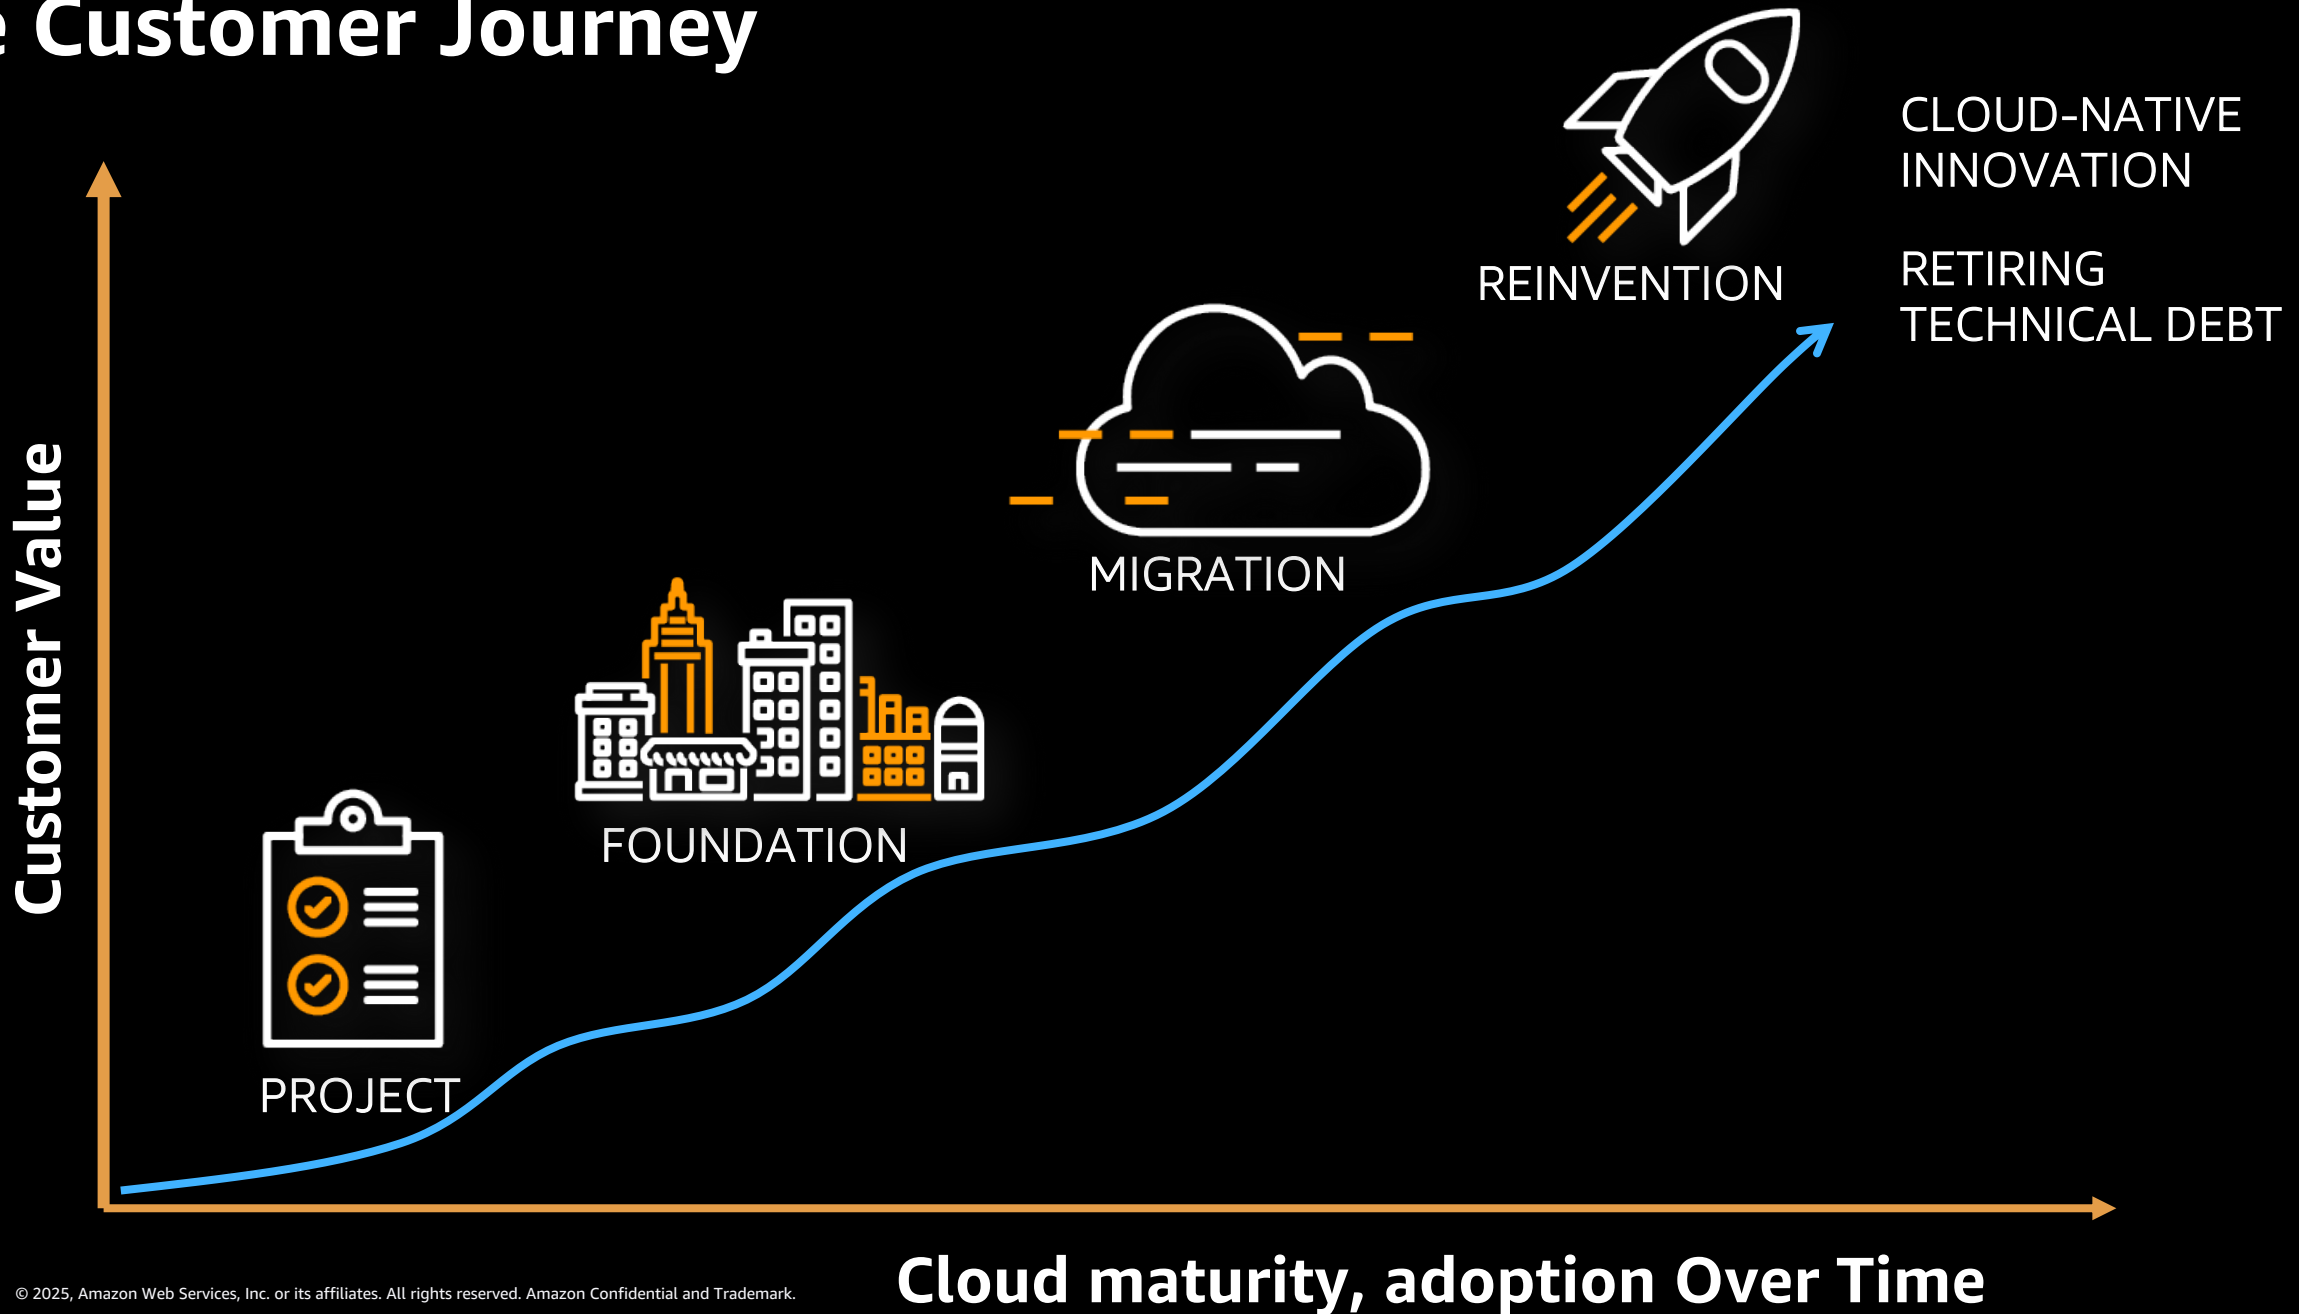 Customer Journey
CLOUD-NATIVE
INNOVATION
RETIRING
TECHNICAL DEBT
REINVENTION
MIGRATION
FOUNDATION
PROJECT
Customer Value
Cloud maturity, adoption Over Time
© 2025, Amazon Web Services, Inc. or its affiliates. All rights reserved. Amazon Confidential and Trademark.